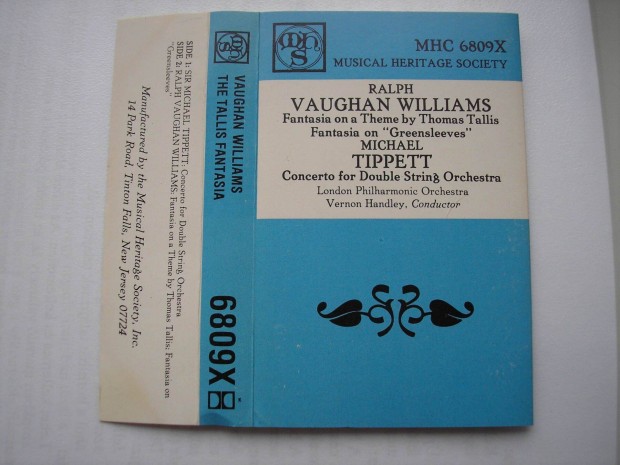 SIDE 1: SIR MICHAEL TIPPETT: Concerto for Double String Orchestra
SIDE 2: RALPH VAUGHAN WILLIAMS: Fantasia on a Theme by Thomas Tallis; Fantasia on
"Greensleeves"
Manufactured by the Musical Heritage Society, Inc.
14 Park Road, Tinton Falls, New Jersey 07724
mhs
VAUGHAN WILLIAMS
THE TALLIS FANTASIA
6809X
mhs
MHC 6809X
MUSICAL HERITAGE SOCIETY
RALPH
VAUGHAN WILLIAMS
Fantasia on a Theme by Thomas Tallis
Fantasia on "Greensleeves"
MICHAEL
TIPPETT
Concerto for Double String Orchestra
London Philharmonic Orchestra
Vernon Handley, Conductor